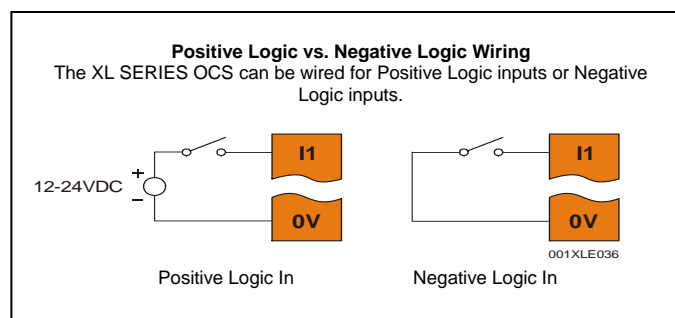 Positive Logic vs. Negative Logic Wiring
The XL SERIES OCS can be wired for Positive Logic inputs or Negative
Logic inputs.
I1
I1
+
12-24VDC
−
0V
0V
001XLE036
Positive Logic In
Negative Logic In